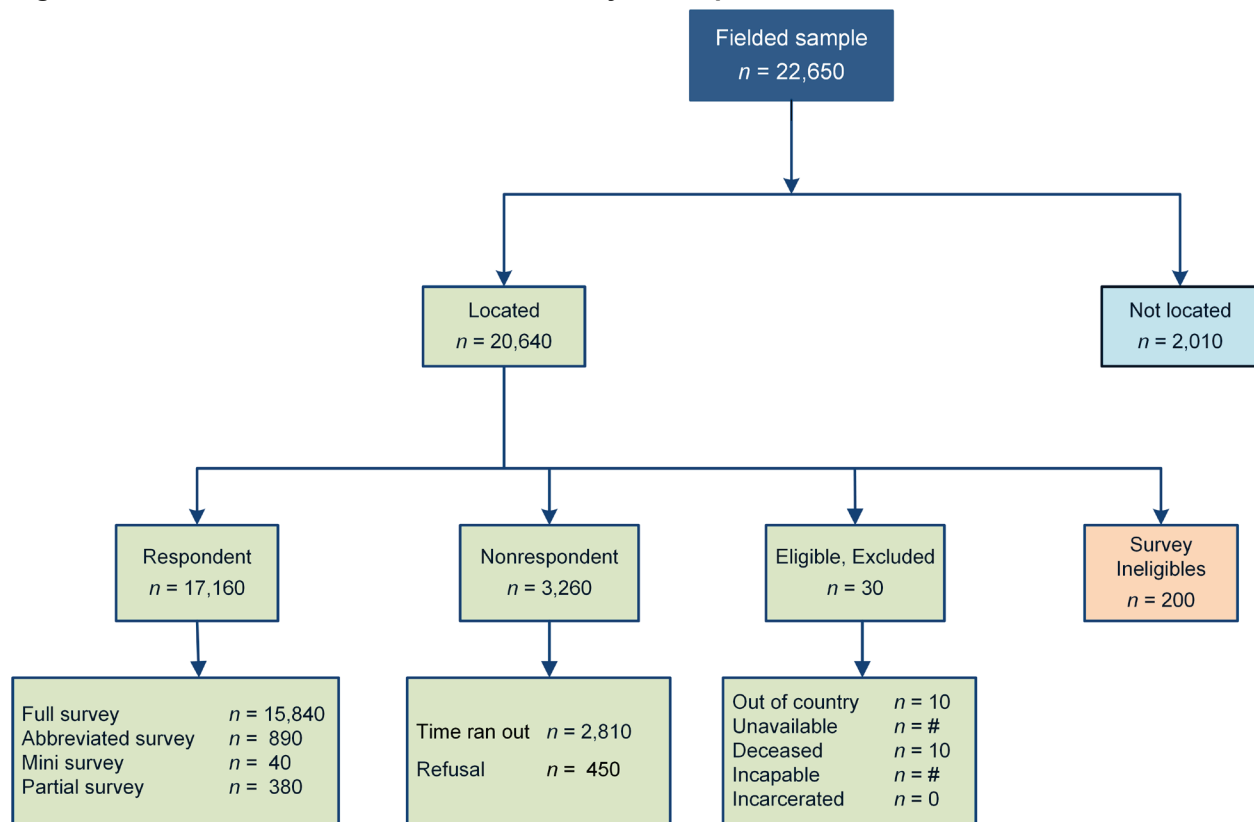 Fielded sample
n = 22,650
Located
n = 20,640
Not located
n = 2,010
Respondent
n = 17,160
Nonrespondent
n = 3,260
Eligible, Excluded
n = 30
Survey
Ineligibles
n = 200
Full survey n = 15,840
Abbreviated survey n = 890
Mini survey n = 40
Partial survey n = 380
Time ran out n = 2,810
Refusal n = 450
Out of country n = 10
Unavailable n = #
Deceased n = 10
Incapable n = #
Incarcerated n = 0